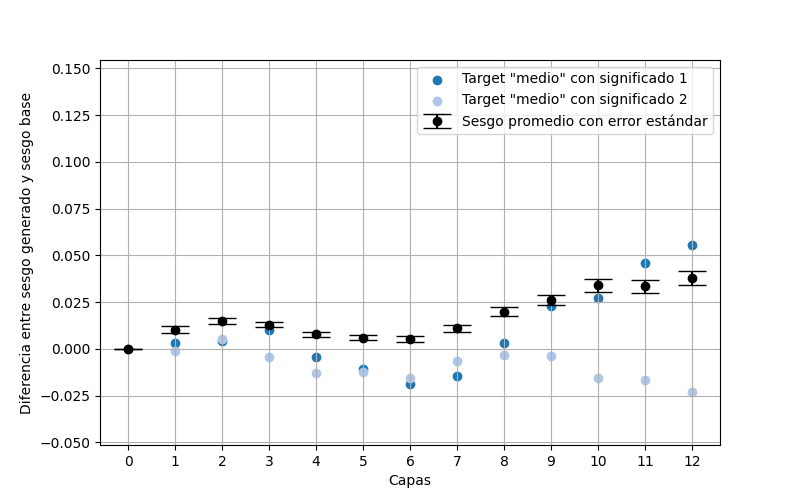 0.150
0.125
0.100
0.075
0.050
0.025
0.000
−0.025
−0.050
Diferencia entre sesgo generado y sesgo base
Target "medio" con significado 1
Target "medio" con significado 2
Sesgo promedio con error estándar
0 1 2 3 4 5 6 7 8 9 10 11 12
Capas